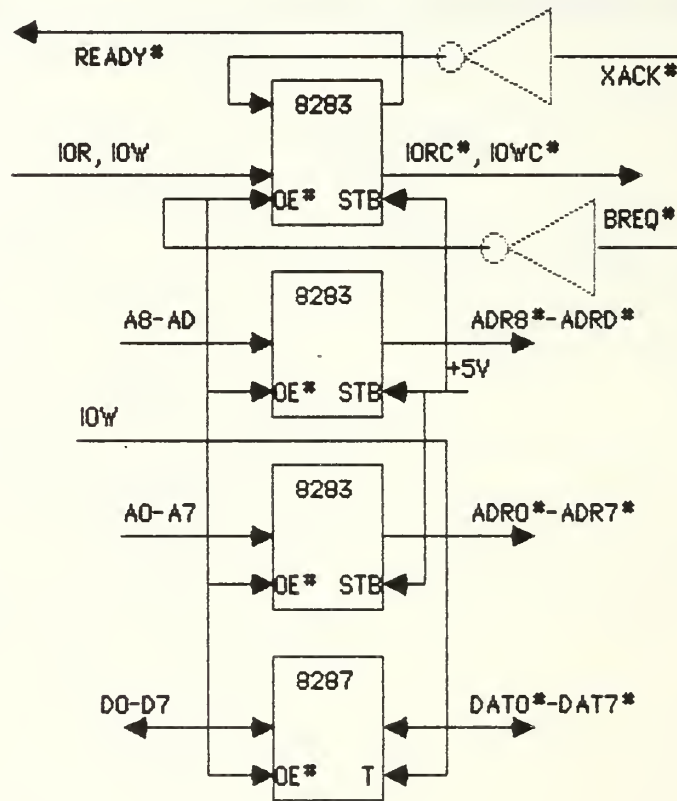 READY*
XACK*
8283
IOR, IOW
IORC*, IOWC*
OE* STB
BREQ*
8283
A8-AD
ADR8*-ADRD*
+5V
OE* STB
IOW
8283
A0-A7
ADR0*-ADR7*
OE* STB
8287
D0-D7
DAT0*-DAT7*
OE* T